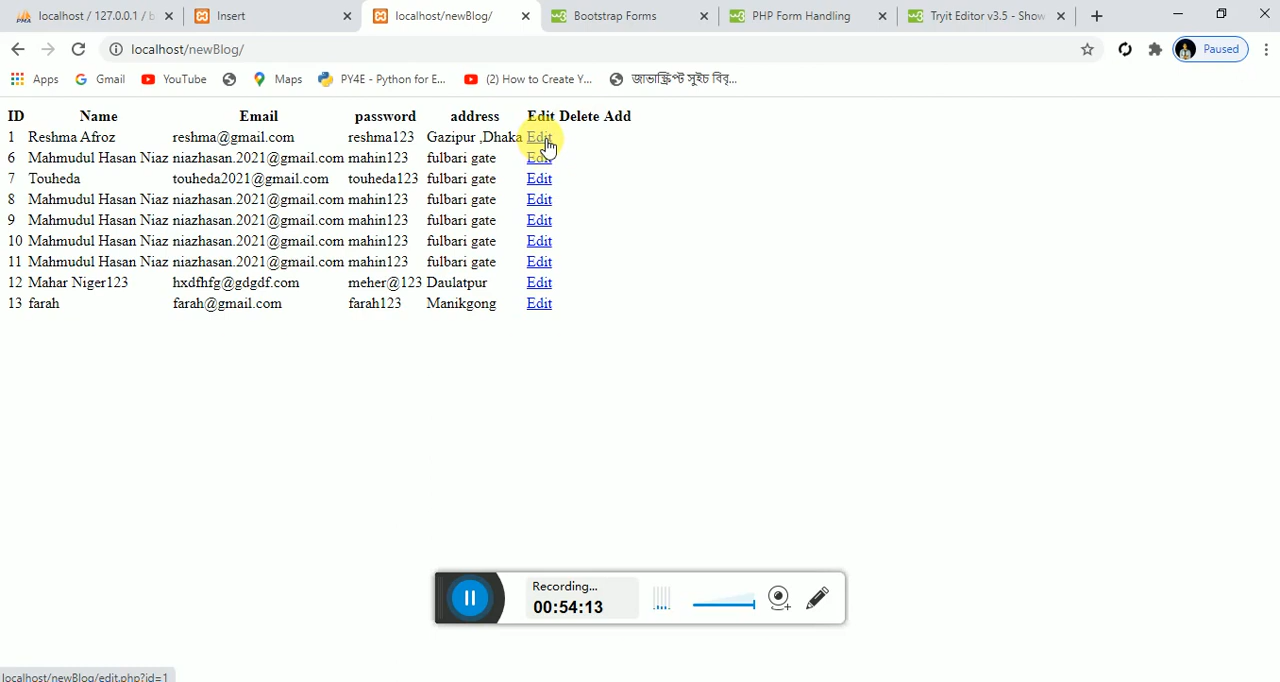 localhost / 127.0.0.1 / b
Insert
localhost/newBlog/
Bootstrap Forms
PHP Form Handling
Tryit Editor v3.5 - Show
localhost/newBlog/
Paused
Apps
Gmail
YouTube
Maps
PY4E - Python for E...
(2) How to Create Y...
জাভাস্ক্রিপ্ট সুইচ বিবৃ...
ID Name Email password address Edit Delete Add
1 Reshma Afroz reshma@gmail.com reshma123 Gazipur ,Dhaka Edit
6 Mahmudul Hasan Niaz niazhasan.2021@gmail.com mahin123 fulbari gate Edit
7 Touheda touheda2021@gmail.com touheda123 fulbari gate Edit
8 Mahmudul Hasan Niaz niazhasan.2021@gmail.com mahin123 fulbari gate Edit
9 Mahmudul Hasan Niaz niazhasan.2021@gmail.com mahin123 fulbari gate Edit
10 Mahmudul Hasan Niaz niazhasan.2021@gmail.com mahin123 fulbari gate Edit
11 Mahmudul Hasan Niaz niazhasan.2021@gmail.com mahin123 fulbari gate Edit
12 Mahar Niger123 hxdfhfg@gdgdf.com meher@123 Daulatpur Edit
13 farah farah@gmail.com farah123 Manikgong Edit
Recording...
00:54:13
localhost/newBlog/edit.php?id=1